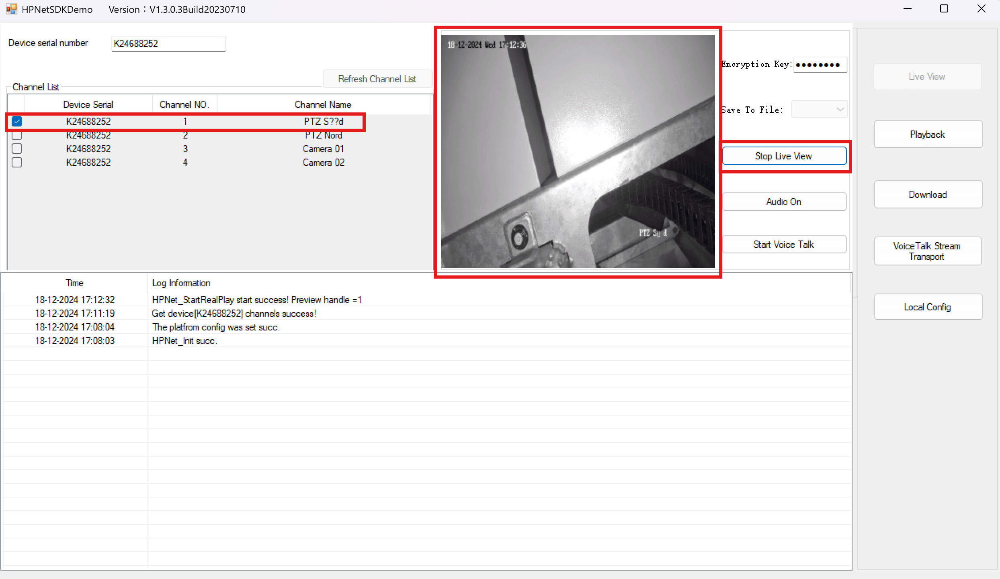 HPNetSDKDemo Version：V1.3.0.3Build20230710
Device serial number K24688252
Refresh Channel List
Channel List
Device Serial Channel NO. Channel Name
K24688252 1 PTZ S??d
K24688252 2 PTZ Nord
K24688252 3 Camera 01
K24688252 4 Camera 02
18-12-2024 Wed 17:12:36
PTZ d
Encryption Key: ●●●●●●●●
Save To File:
Stop Live View
Audio On
Start Voice Talk
Live View
Playback
Download
VoiceTalk Stream
Transport
Local Config
Time Log Information
18-12-2024 17:12:32 HPNet_StartRealPlay start success! Preview handle =1
18-12-2024 17:11:19 Get device[K24688252] channels success!
18-12-2024 17:08:04 The platfrom config was set succ.
18-12-2024 17:08:03 HPNet_Init succ.